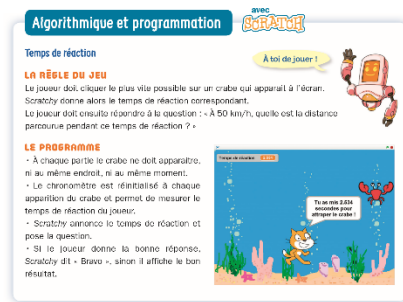 Algorithmique et programmation
avec
SCRATCH
Temps de réaction
À toi de jouer !
LA RÈGLE DU JEU
Le joueur doit cliquer le plus vite possible sur un crabe qui apparaît à l'écran.
Scratchy donne alors le temps de réaction correspondant.
Le joueur doit ensuite répondre à la question : « À 50 km/h, quelle est la distance
parcourue pendant ce temps de réaction ? »
LE PROGRAMME
• À chaque partie le crabe ne doit apparaître,
ni au même endroit, ni au même moment.
• Le chronomètre est réinitialisé à chaque
apparition du crabe et permet de mesurer le
temps de réaction du joueur.
• Scratchy annonce le temps de réaction et
pose la question.
• Si le joueur donne la bonne réponse,
Scratchy dit « Bravo », sinon il affiche le bon
résultat.
Temps de réaction
Tu as mis 2.634
secondes pour
attraper le crabe !